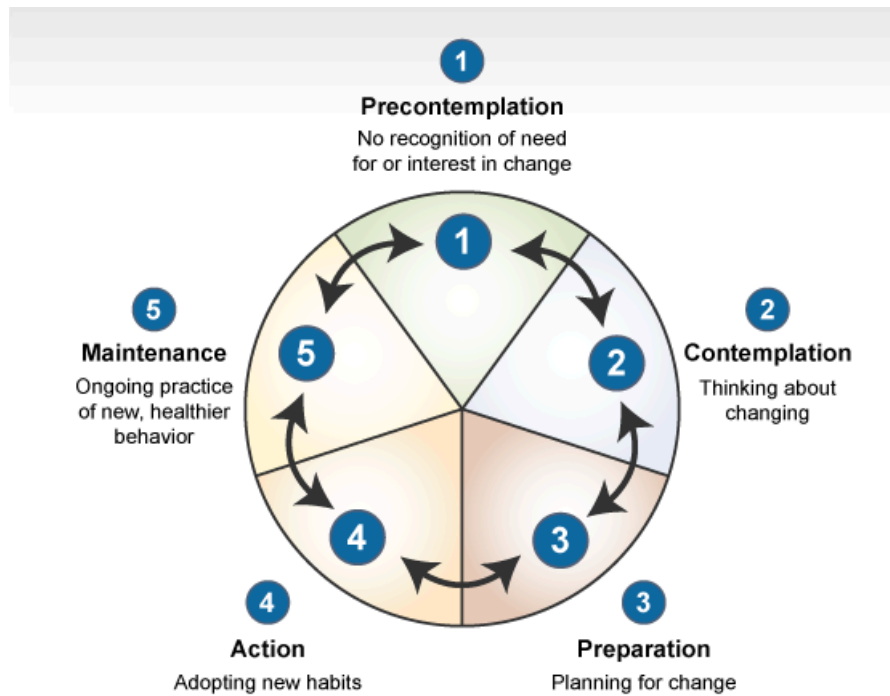 1
Precontemplation
No recognition of need
for or interest in change
1
2
Contemplation
Thinking about
changing
2
3
Preparation
Planning for change
3
4
Action
Adopting new habits
4
5
Maintenance
Ongoing practice
of new, healthier
behavior
5